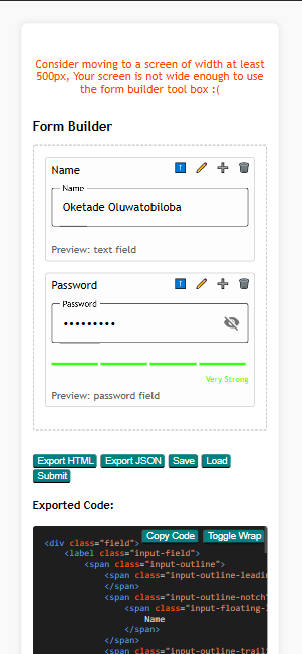 Consider moving to a screen of width at least
500px, Your screen is not wide enough to use
the form builder tool box :(
Form Builder
Name
Name
Oketade Oluwatobiloba
Preview: text field
Password
Password
•••••••••
Very Strong
Preview: password field
Export HTML Export JSON Save Load
Submit
Exported Code:
Copy Code Toggle Wrap
<div class="field">
<label class="input-field">
<span class="input-outline">
<span class="input-outline-leadin
</span>
<span class="input-outline-notch"
<span class="input-floating-l
Name
</span>
</span>
<span class="input-outline-trail